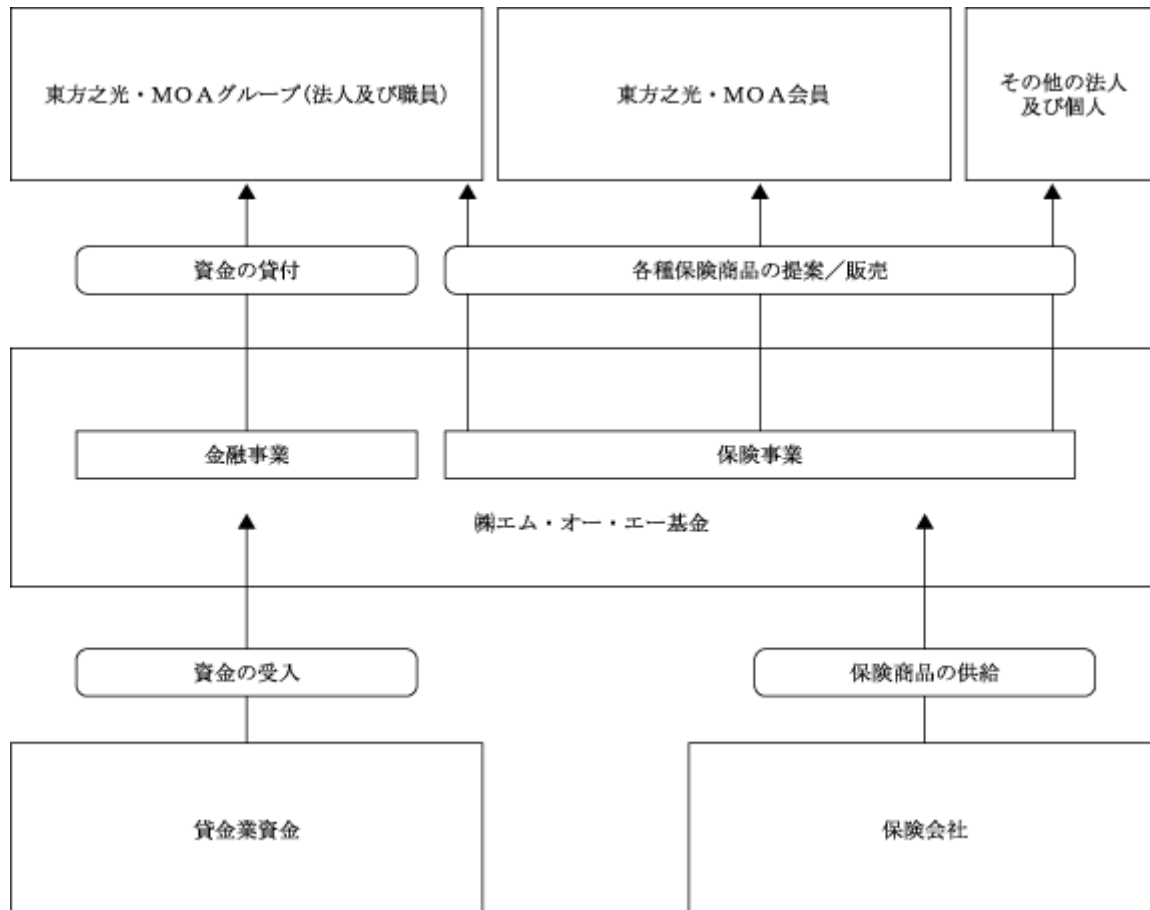 東方之光・MOAグループ(法人及び職員)
東方之光・MOA会員
その他の法人
及び個人
資金の貸付
各種保険商品の提案/販売
金融事業
保険事業
㈱エム・オー・エー基金
資金の受入
保険商品の供給
貸金業資金
保険会社